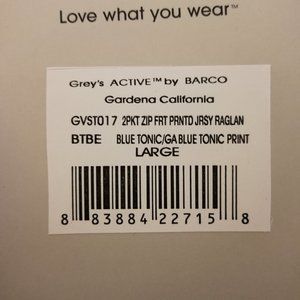 Love what you wear™
Grey's ACTIVE™ by BARCO
Gardena California
GVST017 2PKT ZIP FRT PRNTD JRSY RAGLAN
BTBE BLUE TONIC/GA BLUE TONIC PRINT
LARGE
8 83884 22715 8